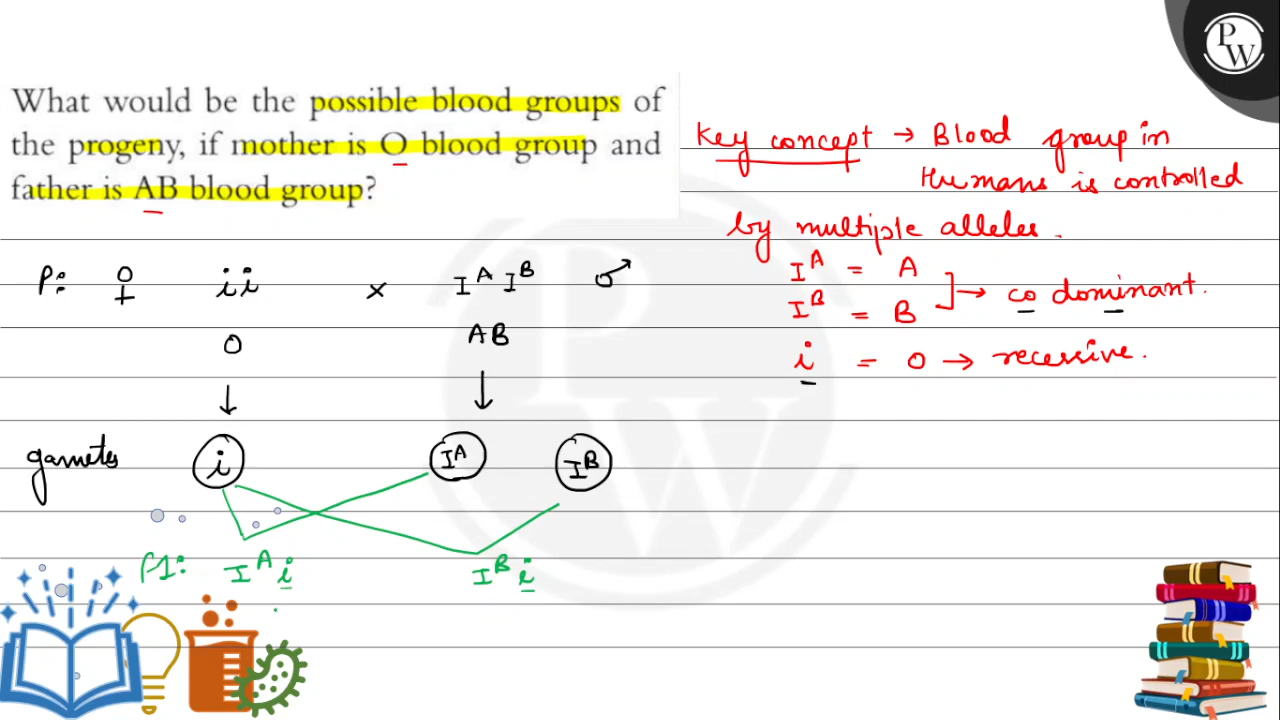 PW
What would be the possible blood groups of
the progeny, if mother is O blood group and
father is AB blood group?
Key concept → Blood group in
Humans is controlled
by multiple alleles.
I^A = A
I^B = B
→ co dominant.
i = O → recessive.
P: ♀ ii × I^A I^B ♂
O AB
↓ ↓
gametes i I^A I^B
F1: I^A i I^B i
PW